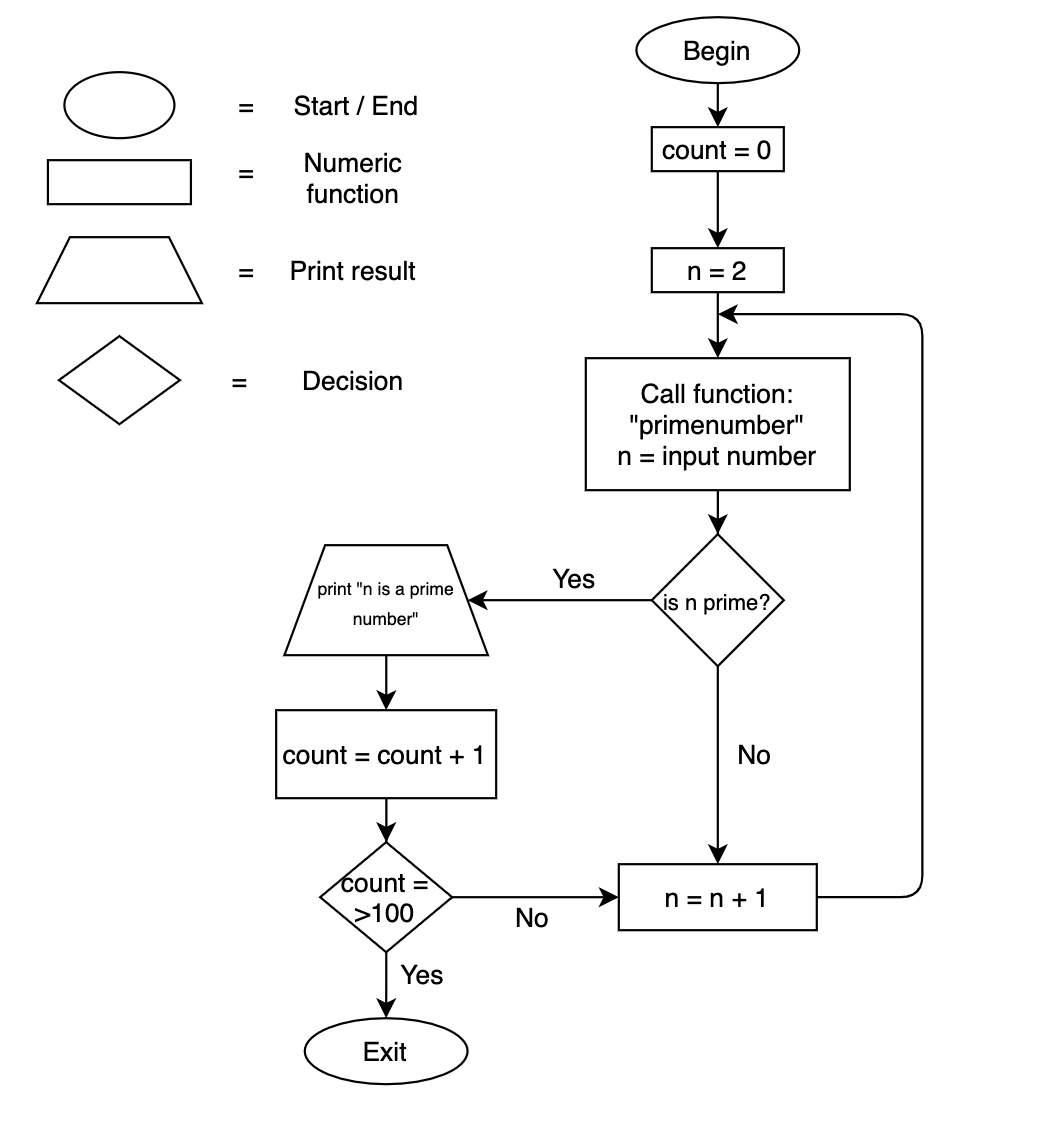 = Start / End
= Numeric
function
= Print result
= Decision
Begin
count = 0
n = 2
Call function:
"primenumber"
n = input number
is n prime?
Yes
print "n is a prime
number"
count = count + 1
No
count =
>100
No
n = n + 1
Yes
Exit